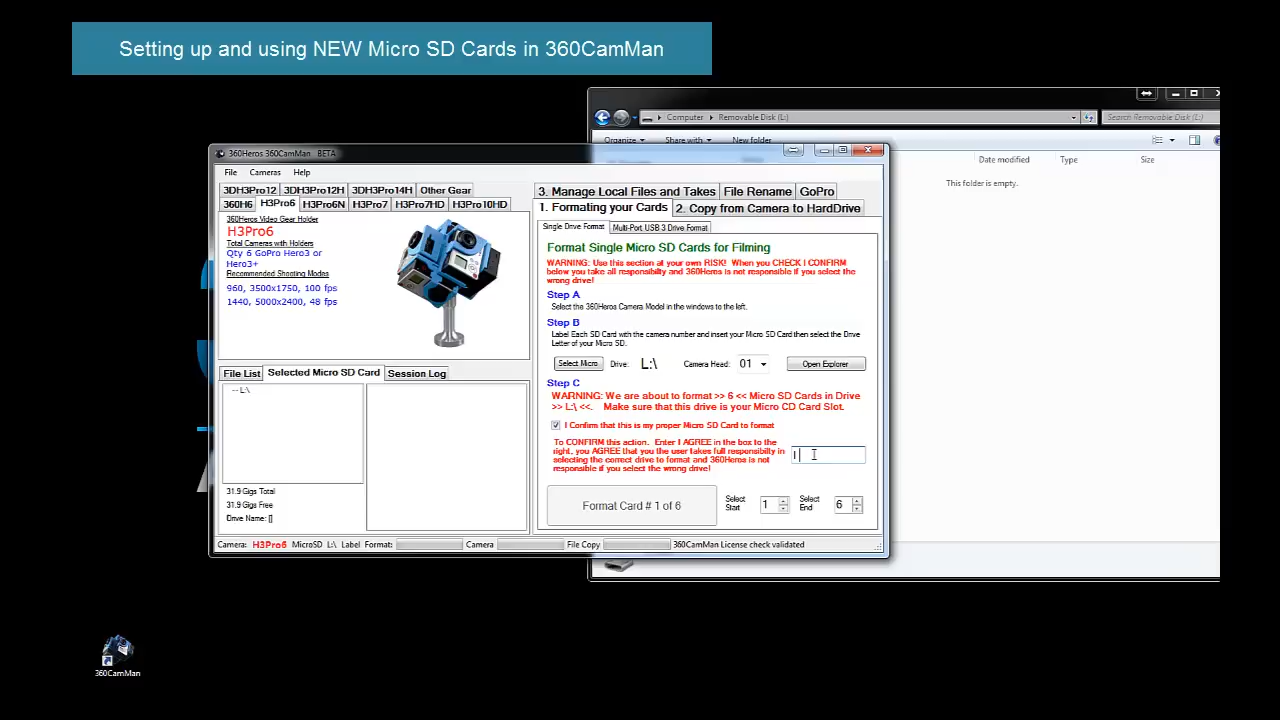 Setting up and using NEW Micro SD Cards in 360CamMan
Computer ▸ Removable Disk (L:) ▸
Search Removable Disk (L:)
Organize
Share with
New folder
Date modified
Type
Size
This folder is empty.
360Heros 360CamMan BETA
File
Cameras
Help
3DH3Pro12
3DH3Pro12H
3DH3Pro14H
Other Gear
360H6
H3Pro6
H3Pro6N
H3Pro7
H3Pro7HD
H3Pro10HD
360Heros Video Gear Holder
H3Pro6
Total Cameras with Holders
Qty 6 GoPro Hero3 or
Hero3+
Recommended Shooting Modes
960, 3500x1750, 100 fps
1440, 5000x2400, 48 fps
File List
Selected Micro SD Card
Session Log
-- L:\
31.9 Gigs Total
31.9 Gigs Free
Drive Name: []
3. Manage Local Files and Takes
File Rename
GoPro
1. Formating your Cards
2. Copy from Camera to HardDrive
Single Drive Format
Multi-Port USB 3 Drive Format
Format Single Micro SD Cards for Filming
WARNING: Use this section at your own RISK! When you CHECK I CONFIRM
below you take all responsibilty and 360Heros is not responsible if you select the
wrong drive!
Step A
Select the 360Heros Camera Model in the windows to the left.
Step B
Label Each SD Card with the camera number and insert your Micro SD Card then select the Drive
Letter of your Micro SD.
Select Micro
Drive:
L:\
Camera Head:
01
Open Explorer
Step C
WARNING: We are about to format >> 6 << Micro SD Cards in Drive
>> L:\ <<. Make sure that this drive is your Micro CD Card Slot.
I Confirm that this is my proper Micro SD Card to format
To CONFIRM this action. Enter I AGREE in the box to the
right, you AGREE that you the user takes full responsibilty in
selecting the correct drive to format and 360Heros is not
responsible if you select the wrong drive!
I
Format Card # 1 of 6
Select
Start
1
Select
End
6
Camera: H3Pro6 MicroSD L:\ Label Format: Camera File Copy 360CamMan License check validated
360CamMan